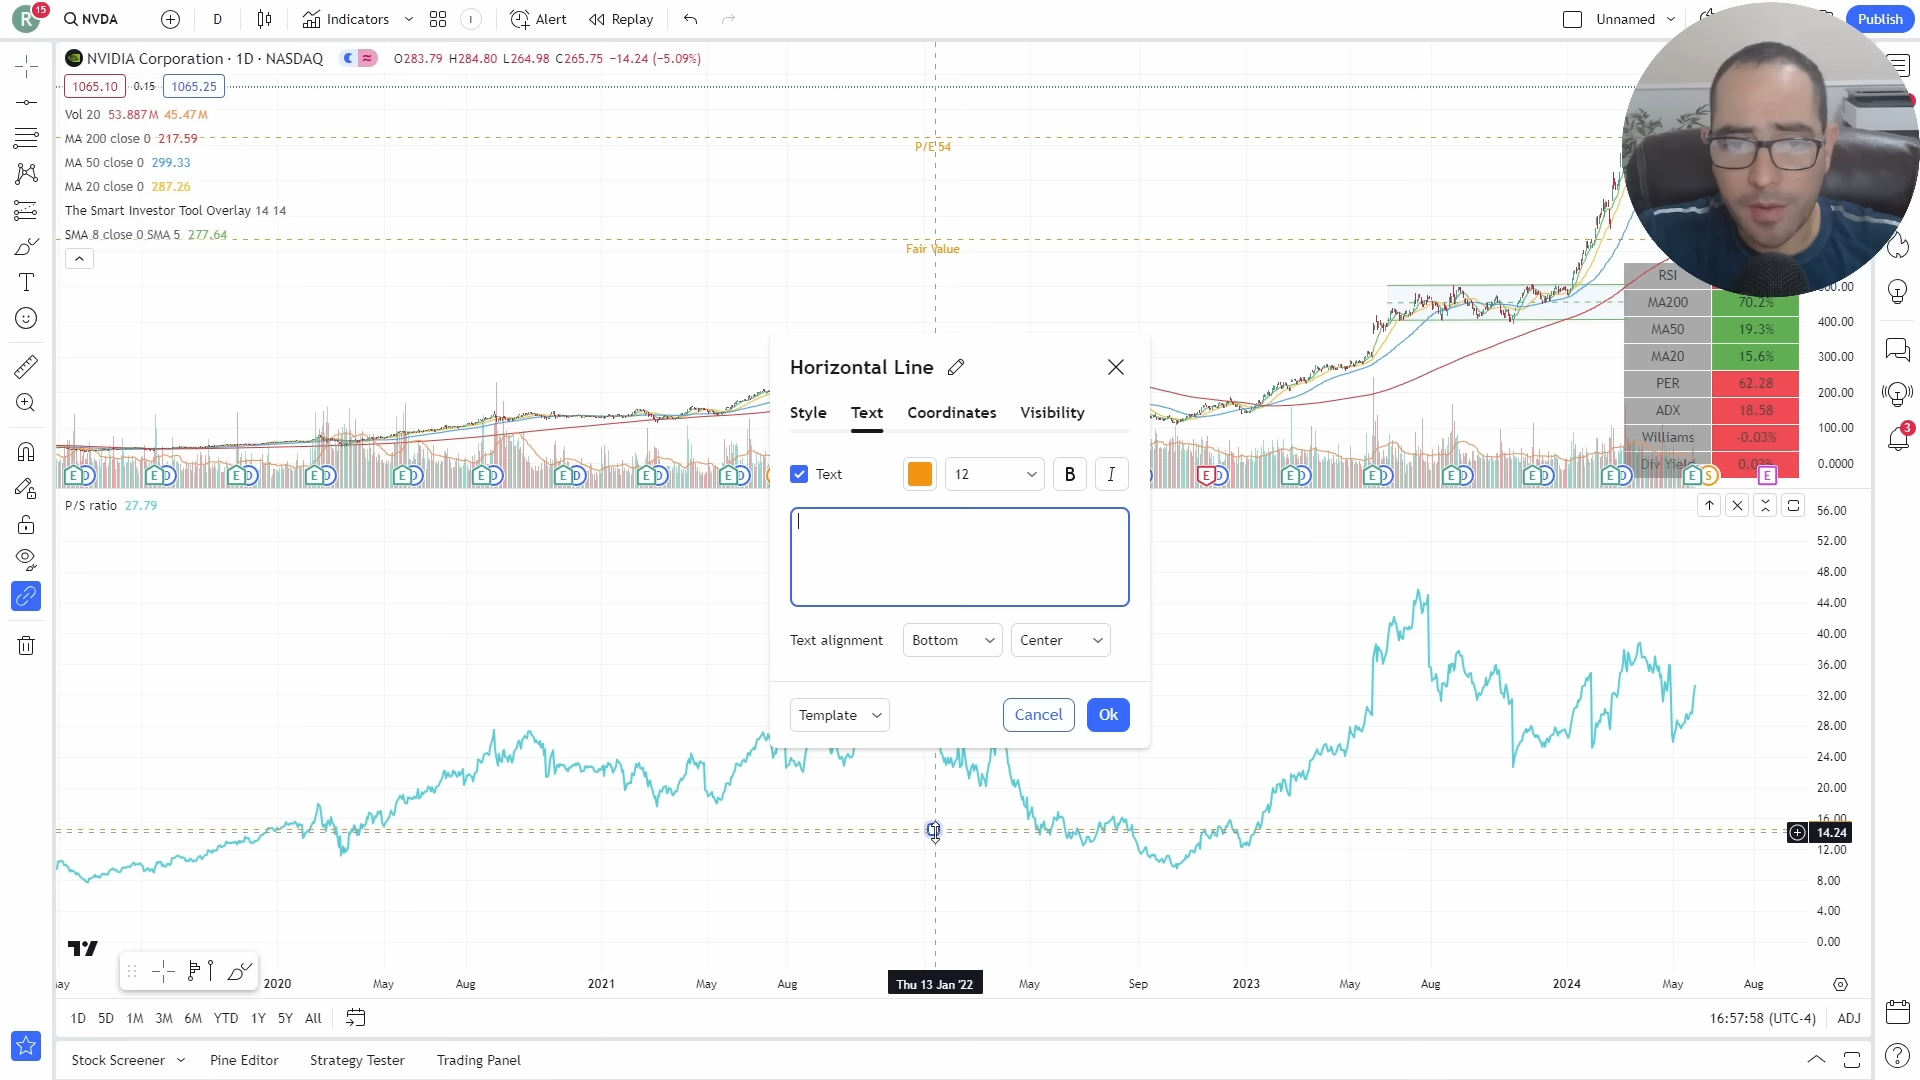 R
15
NVDA
D
Indicators
Alert
Replay
Unnamed
Publish
NVIDIA Corporation · 1D · NASDAQ
O283.79 H284.80 L264.98 C265.75 −14.24 (−5.09%)
1065.10 0.15 1065.25
Vol 20 53.887M 45.47M
MA 200 close 0 217.59
MA 50 close 0 299.33
MA 20 close 0 287.26
The Smart Investor Tool Overlay 14 14
SMA 8 close 0 SMA 5 277.64
P/E 54
Fair Value
RSI
MA200 70.2%
MA50 19.3%
MA20 15.6%
PER 62.28
ADX 18.58
Williams -0.03%
Div Yield 0.02%
400.00
300.00
200.00
100.00
0.0000
E D E D E D E D E D E D E D E D E D E D E D E D E D E D E D E S E
3
Horizontal Line
Style Text Coordinates Visibility
Text 12 B I
Text alignment Bottom Center
Template Cancel Ok
P/S ratio 27.79
56.00
52.00
48.00
44.00
40.00
36.00
32.00
28.00
24.00
20.00
16.00
14.24
12.00
8.00
4.00
0.00
2020 May Aug 2021 May Aug Thu 13 Jan '22 May Sep 2023 May Aug 2024 May Aug
1D 5D 1M 3M 6M YTD 1Y 5Y All
16:57:58 (UTC-4) ADJ
Stock Screener Pine Editor Strategy Tester Trading Panel